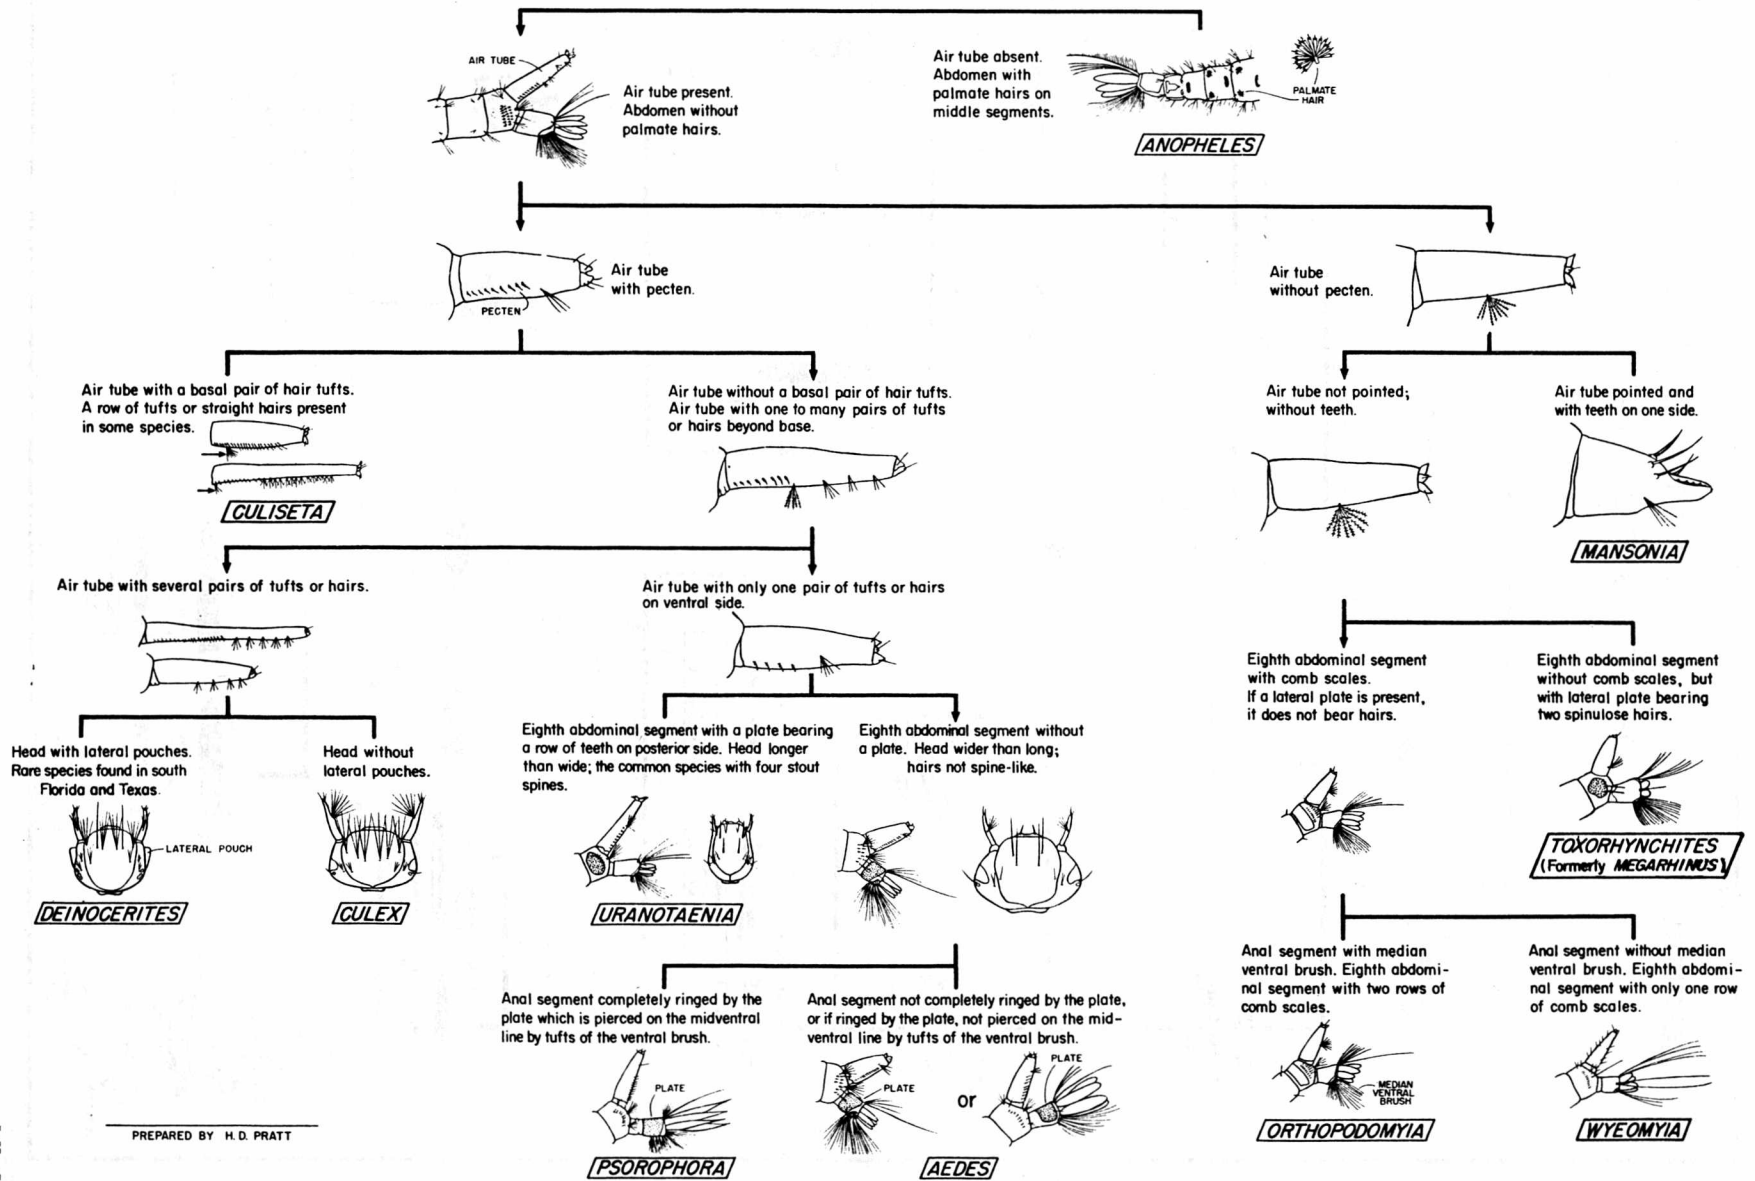 AIR TUBE
Air tube present.
Abdomen without
palmate hairs.
Air tube absent.
Abdomen with
palmate hairs on
middle segments.
PALMATE
HAIR
ANOPHELES
Air tube
with pecten.
PECTEN
Air tube
without pecten.
Air tube with a basal pair of hair tufts.
A row of tufts or straight hairs present
in some species.
CULISETA
Air tube without a basal pair of hair tufts.
Air tube with one to many pairs of tufts
or hairs beyond base.
Air tube not pointed;
without teeth.
Air tube pointed and
with teeth on one side.
MANSONIA
Air tube with several pairs of tufts or hairs.
Air tube with only one pair of tufts or hairs
on ventral side.
Eighth abdominal segment
with comb scales.
If a lateral plate is present,
it does not bear hairs.
Eighth abdominal segment
without comb scales, but
with lateral plate bearing
two spinulose hairs.
TOXORHYNCHITES
(Formerly MEGARHINUS)
Head with lateral pouches.
Rare species found in south
Florida and Texas.
LATERAL POUCH
DEINOCERITES
Head without
lateral pouches.
CULEX
Eighth abdominal segment with a plate bearing
a row of teeth on posterior side. Head longer
than wide; the common species with four stout
spines.
URANOTAENIA
Eighth abdominal segment without
a plate. Head wider than long;
hairs not spine-like.
Anal segment with median
ventral brush. Eighth abdomi-
nal segment with two rows of
comb scales.
MEDIAN
VENTRAL
BRUSH
ORTHOPODOMYIA
Anal segment without median
ventral brush. Eighth abdomi-
nal segment with only one row
of comb scales.
WYEOMYIA
Anal segment completely ringed by the
plate which is pierced on the midventral
line by tufts of the ventral brush.
PLATE
PSOROPHORA
Anal segment not completely ringed by the plate,
or if ringed by the plate, not pierced on the mid-
ventral line by tufts of the ventral brush.
PLATE
or
PLATE
AEDES
PREPARED BY H. D. PRATT